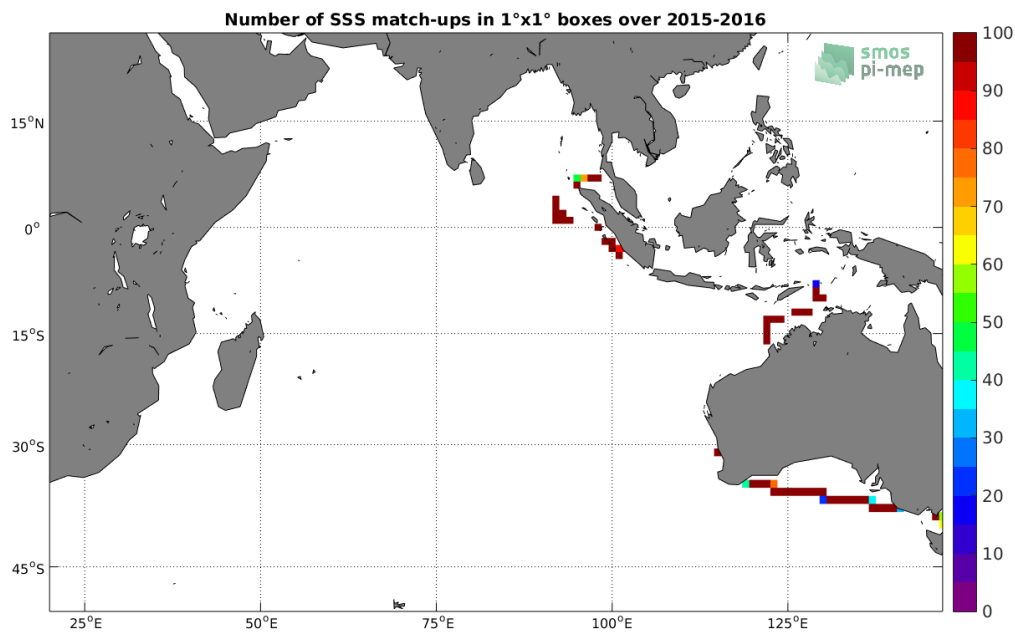 Number of SSS match-ups in 1°x1° boxes over 2015-2016
smos
pi-mep
15°N
0°
15°S
30°S
45°S
25°E
50°E
75°E
100°E
125°E
100
90
80
70
60
50
40
30
20
10
0